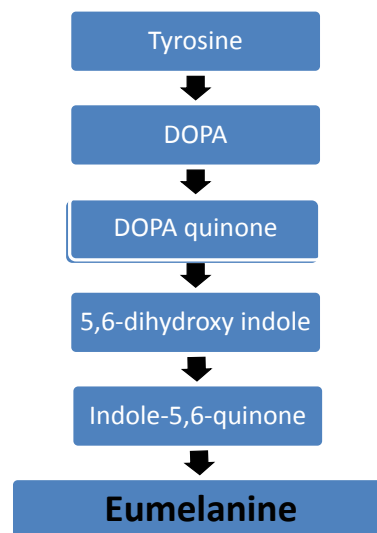 Tyrosine
DOPA
DOPA quinone
5,6-dihydroxy indole
Indole-5,6-quinone
Eumelanine